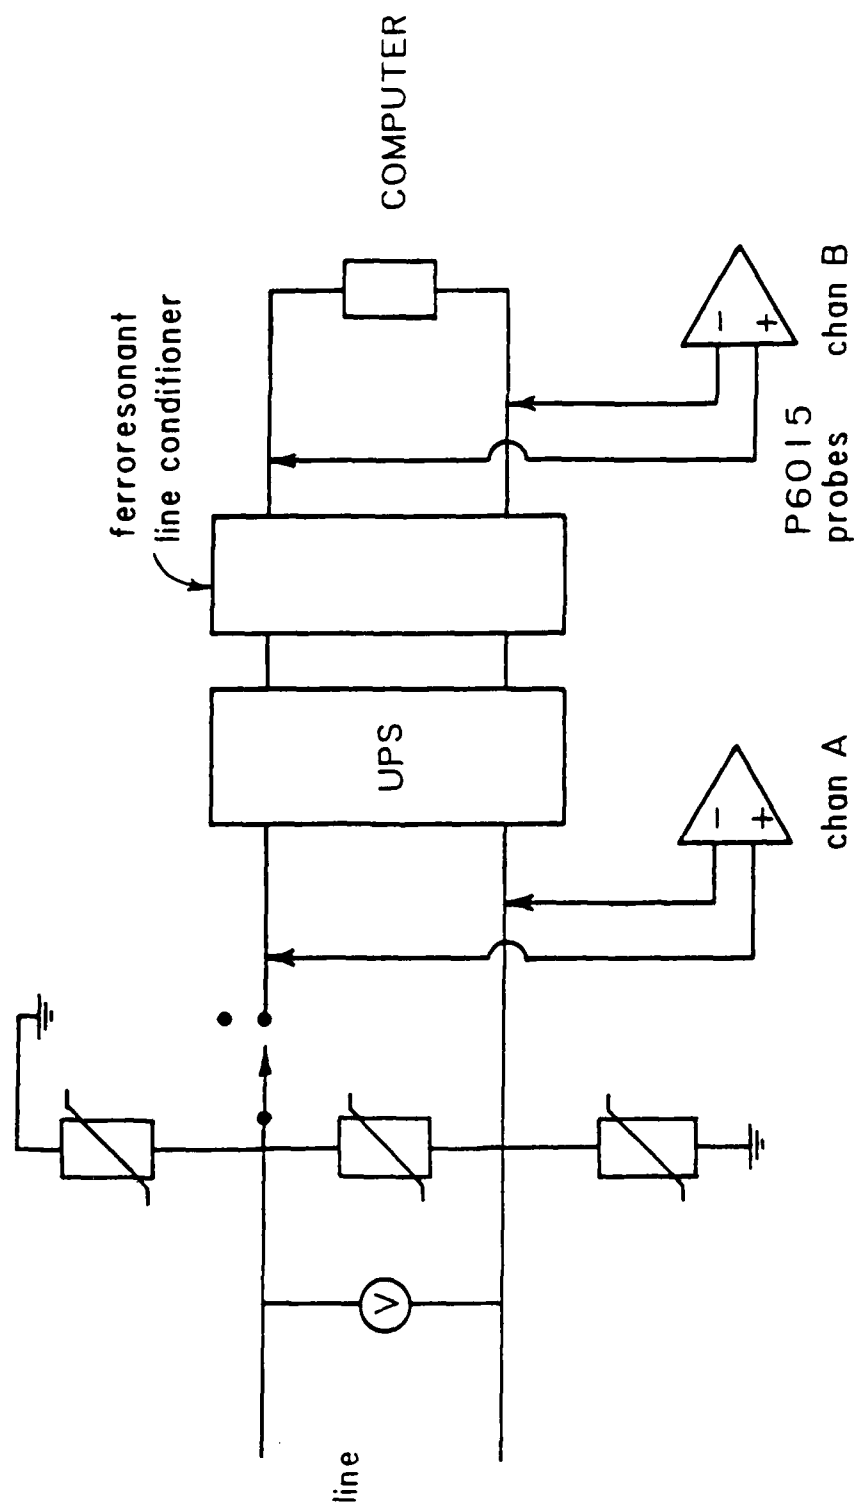 line
V
UPS
ferroresonant
line conditioner
COMPUTER
−
+
chan A
−
+
chan B
P6015
probes